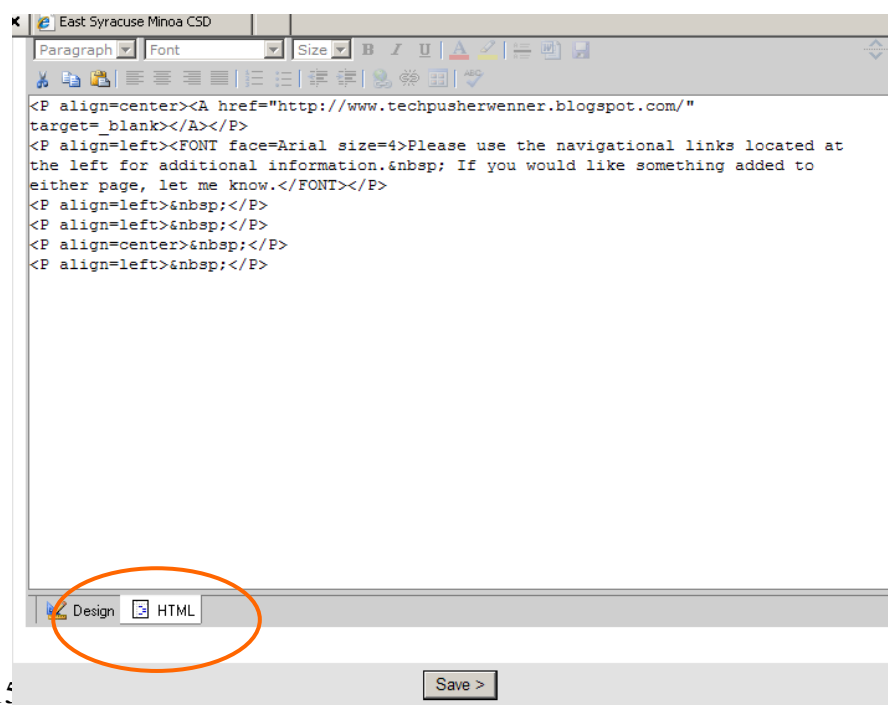 East Syracuse Minoa CSD
Paragraph Font Size B I U A
<P align=center><A href="http://www.techpusherwenner.blogspot.com/"
target=_blank></A></P>
<P align=left><FONT face=Arial size=4>Please use the navigational links located at
the left for additional information.&nbsp; If you would like something added to
either page, let me know.</FONT></P>
<P align=left>&nbsp;</P>
<P align=left>&nbsp;</P>
<P align=center>&nbsp;</P>
<P align=left>&nbsp;</P>
Design HTML
Save >